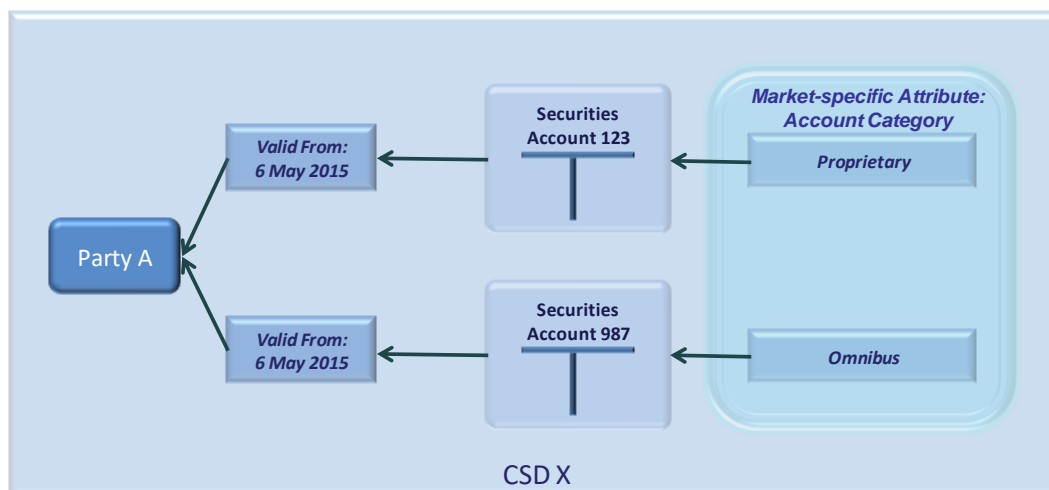 Market-specific Attribute:
Account Category
Securities
Account 123
Valid From:
6 May 2015
Proprietary
Party A
Securities
Account 987
Valid From:
6 May 2015
Omnibus
CSD X